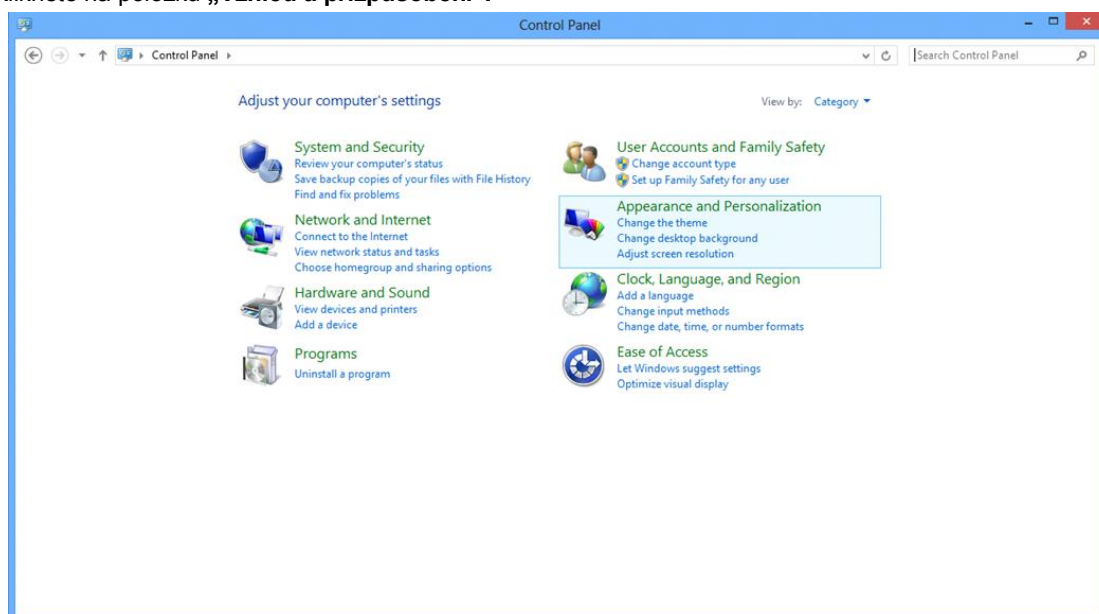 Control Panel
Control Panel
Search Control Panel
Adjust your computer's settings
View by: Category
System and Security
Review your computer's status
Save backup copies of your files with File History
Find and fix problems
Network and Internet
Connect to the Internet
View network status and tasks
Choose homegroup and sharing options
Hardware and Sound
View devices and printers
Add a device
Programs
Uninstall a program
User Accounts and Family Safety
Change account type
Set up Family Safety for any user
Appearance and Personalization
Change the theme
Change desktop background
Adjust screen resolution
Clock, Language, and Region
Add a language
Change input methods
Change date, time, or number formats
Ease of Access
Let Windows suggest settings
Optimize visual display